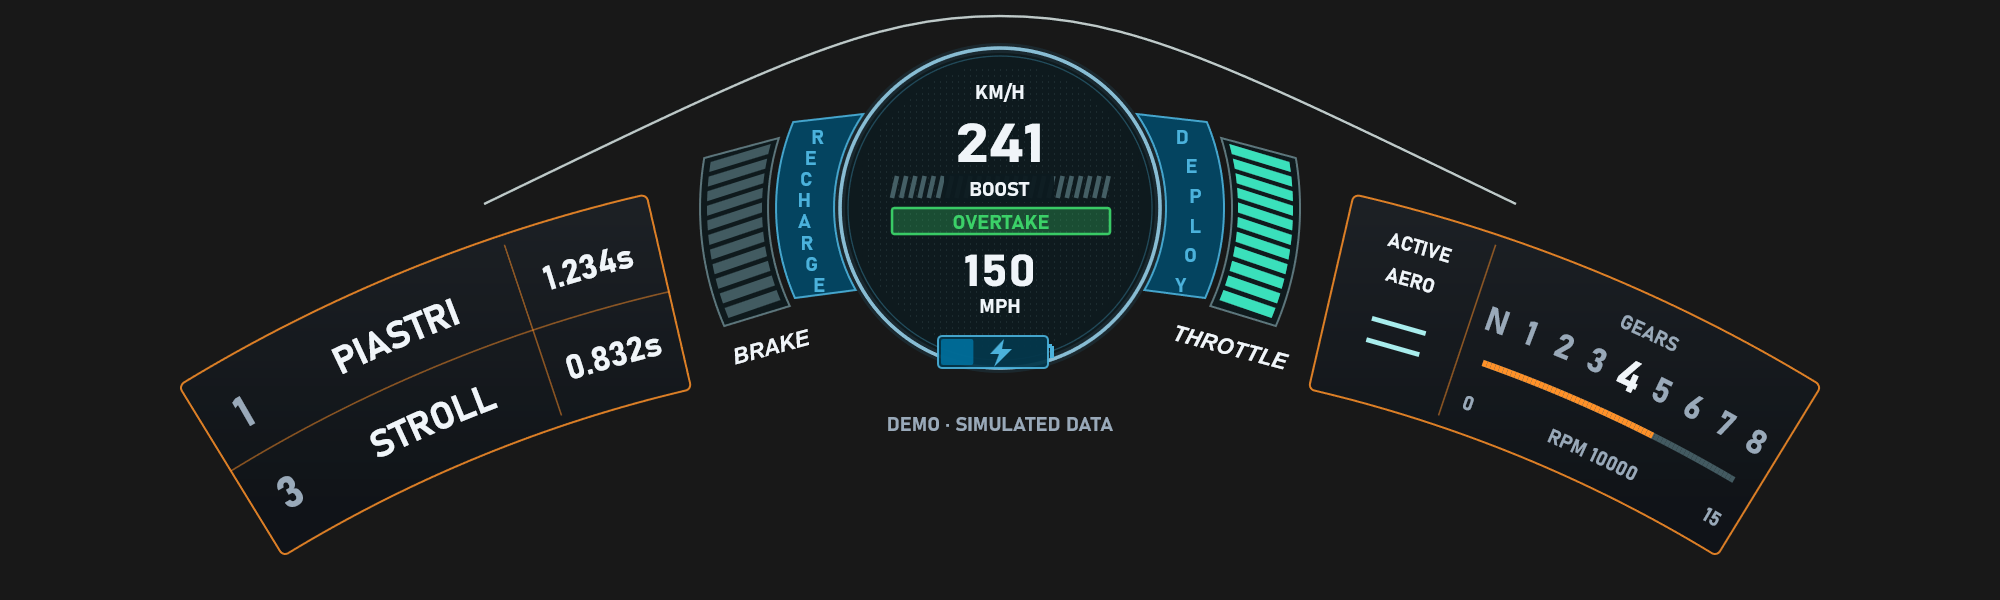 1 PIASTRI 1.234s
3 STROLL 0.832s
BRAKE
RECHARGE
KM/H
241
BOOST
OVERTAKE
150
MPH
DEPLOY
THROTTLE
DEMO · SIMULATED DATA
ACTIVE
AERO
GEARS
N 1 2 3 4 5 6 7 8
0
RPM 10000
15